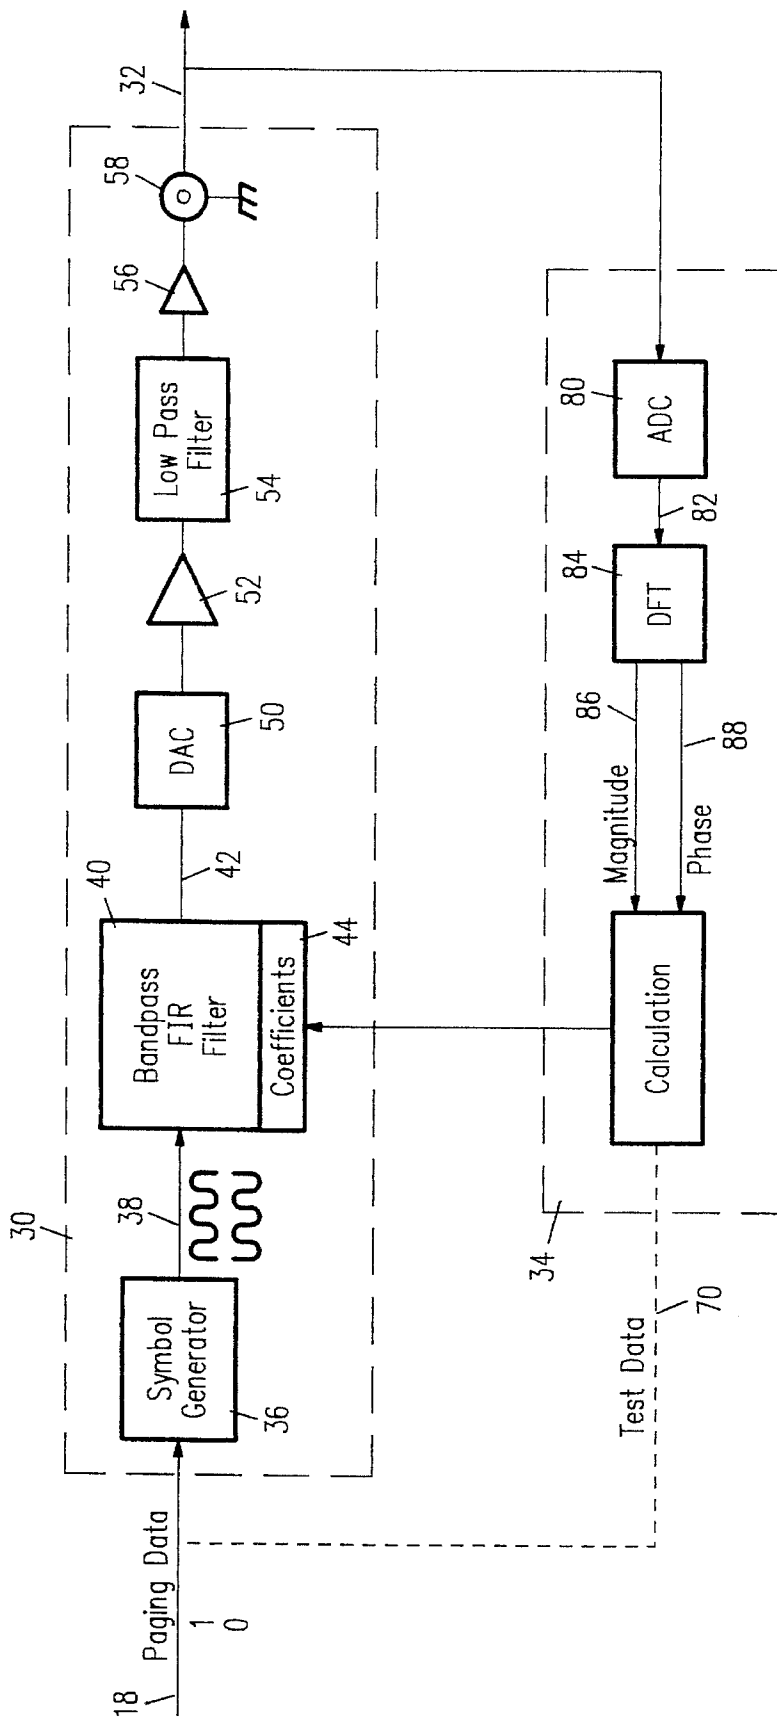 18
Paging Data
1
0
30
Symbol
Generator
36
38
40
Bandpass
FIR
Filter
Coefficients
44
42
DAC
50
52
Low Pass
Filter
54
56
58
32
34
Test Data
70
Calculation
Magnitude
86
Phase
88
84
DFT
82
80
ADC